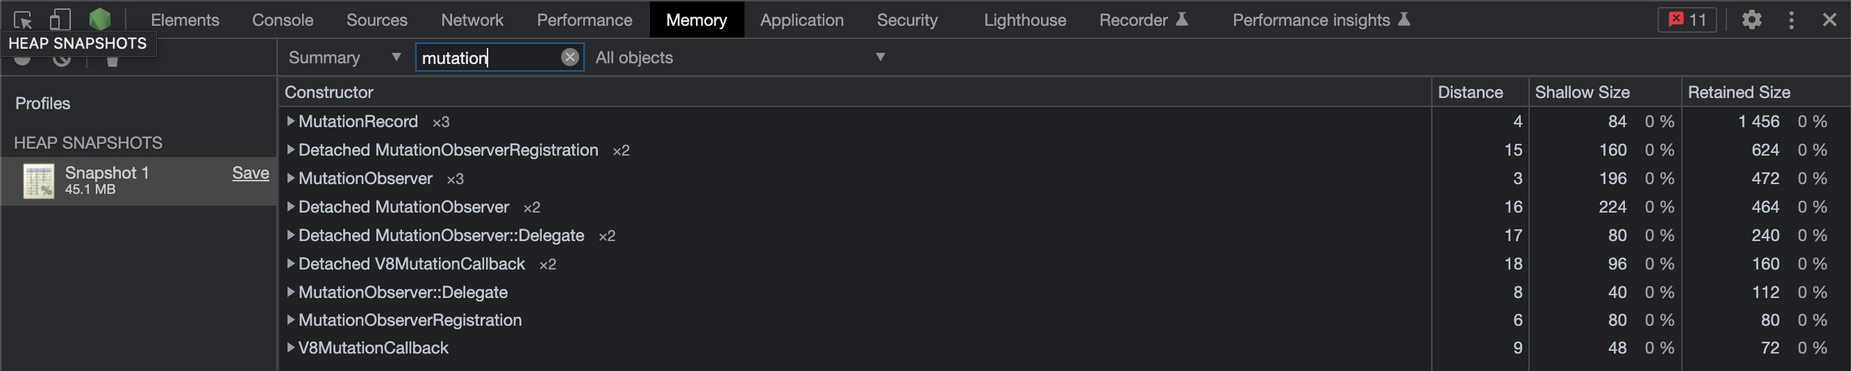 Elements Console Sources Network Performance Memory Application Security Lighthouse Recorder Performance insights 11
HEAP SNAPSHOTS
Summary mutation All objects
Profiles
HEAP SNAPSHOTS
Snapshot 1 Save
45.1 MB
Constructor Distance Shallow Size Retained Size
MutationRecord ×3 4 84 0 % 1 456 0 %
Detached MutationObserverRegistration ×2 15 160 0 % 624 0 %
MutationObserver ×3 3 196 0 % 472 0 %
Detached MutationObserver ×2 16 224 0 % 464 0 %
Detached MutationObserver::Delegate ×2 17 80 0 % 240 0 %
Detached V8MutationCallback ×2 18 96 0 % 160 0 %
MutationObserver::Delegate 8 40 0 % 112 0 %
MutationObserverRegistration 6 80 0 % 80 0 %
V8MutationCallback 9 48 0 % 72 0 %